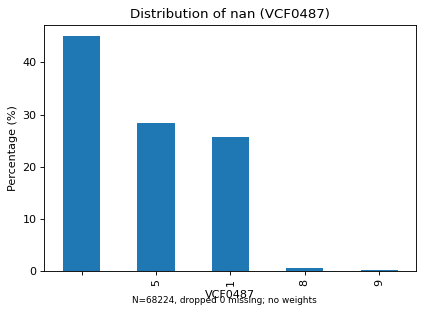 Distribution of nan (VCF0487)
Percentage (%)
40
30
20
10
0
5
1
8
9
VCF0487
N=68224, dropped 0 missing; no weights